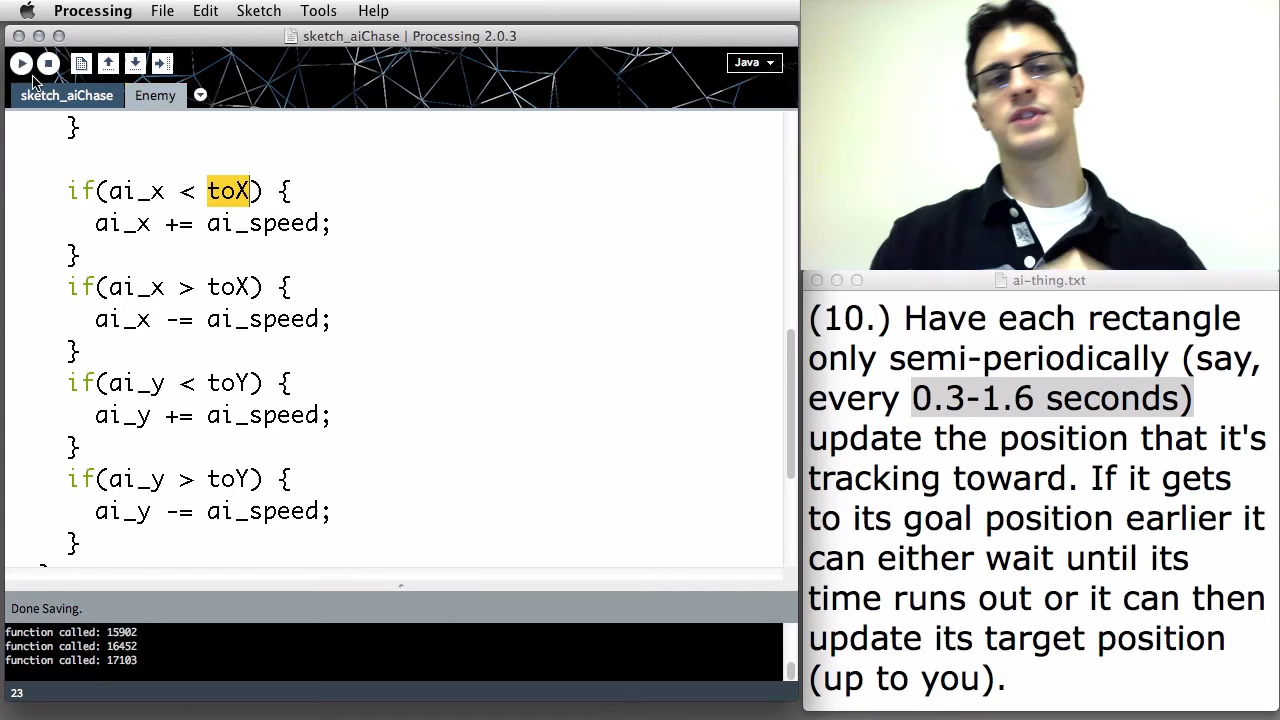 Processing File Edit Sketch Tools Help
sketch_aiChase | Processing 2.0.3
Java
sketch_aiChase Enemy
}
if(ai_x < toX) {
ai_x += ai_speed;
}
if(ai_x > toX) {
ai_x -= ai_speed;
}
if(ai_y < toY) {
ai_y += ai_speed;
}
if(ai_y > toY) {
ai_y -= ai_speed;
}
Done Saving.
function called: 15902
function called: 16452
function called: 17103
23
ai-thing.txt
(10.) Have each rectangle
only semi-periodically (say,
every 0.3-1.6 seconds)
update the position that it's
tracking toward. If it gets
to its goal position earlier it
can either wait until its
time runs out or it can then
update its target position
(up to you).